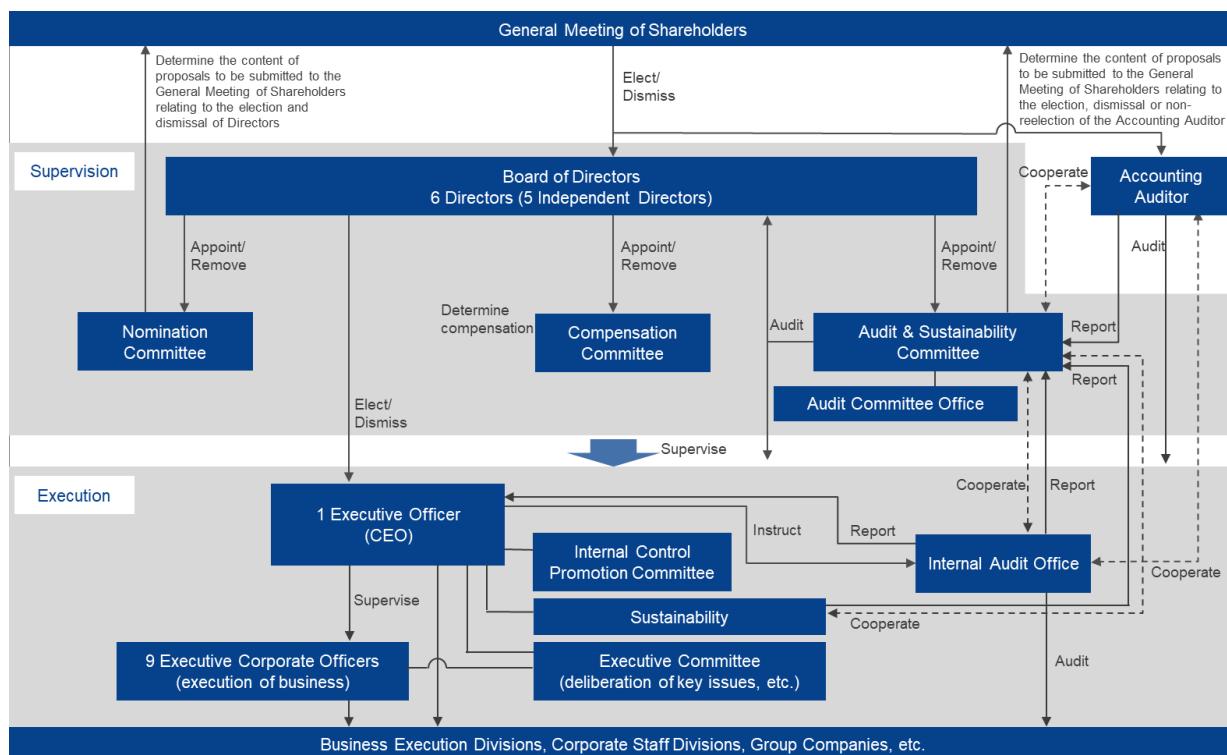 General Meeting of Shareholders
Determine the content of
proposals to be submitted to the
General Meeting of Shareholders
relating to the election and
dismissal of Directors
Elect/
Dismiss
Determine the content of proposals
to be submitted to the General
Meeting of Shareholders relating to
the election, dismissal or non-
reelection of the Accounting Auditor
Supervision
Board of Directors
6 Directors (5 Independent Directors)
Cooperate
Accounting
Auditor
Appoint/
Remove
Appoint/
Remove
Appoint/
Remove
Audit
Nomination
Committee
Determine
compensation
Compensation
Committee
Audit
Audit & Sustainability
Committee
Report
Report
Audit Committee Office
Elect/
Dismiss
Supervise
Execution
1 Executive Officer
(CEO)
Cooperate
Report
Instruct
Report
Internal Control
Promotion Committee
Internal Audit Office
Cooperate
Supervise
Sustainability
Cooperate
9 Executive Corporate Officers
(execution of business)
Executive Committee
(deliberation of key issues, etc.)
Audit
Business Execution Divisions, Corporate Staff Divisions, Group Companies, etc.